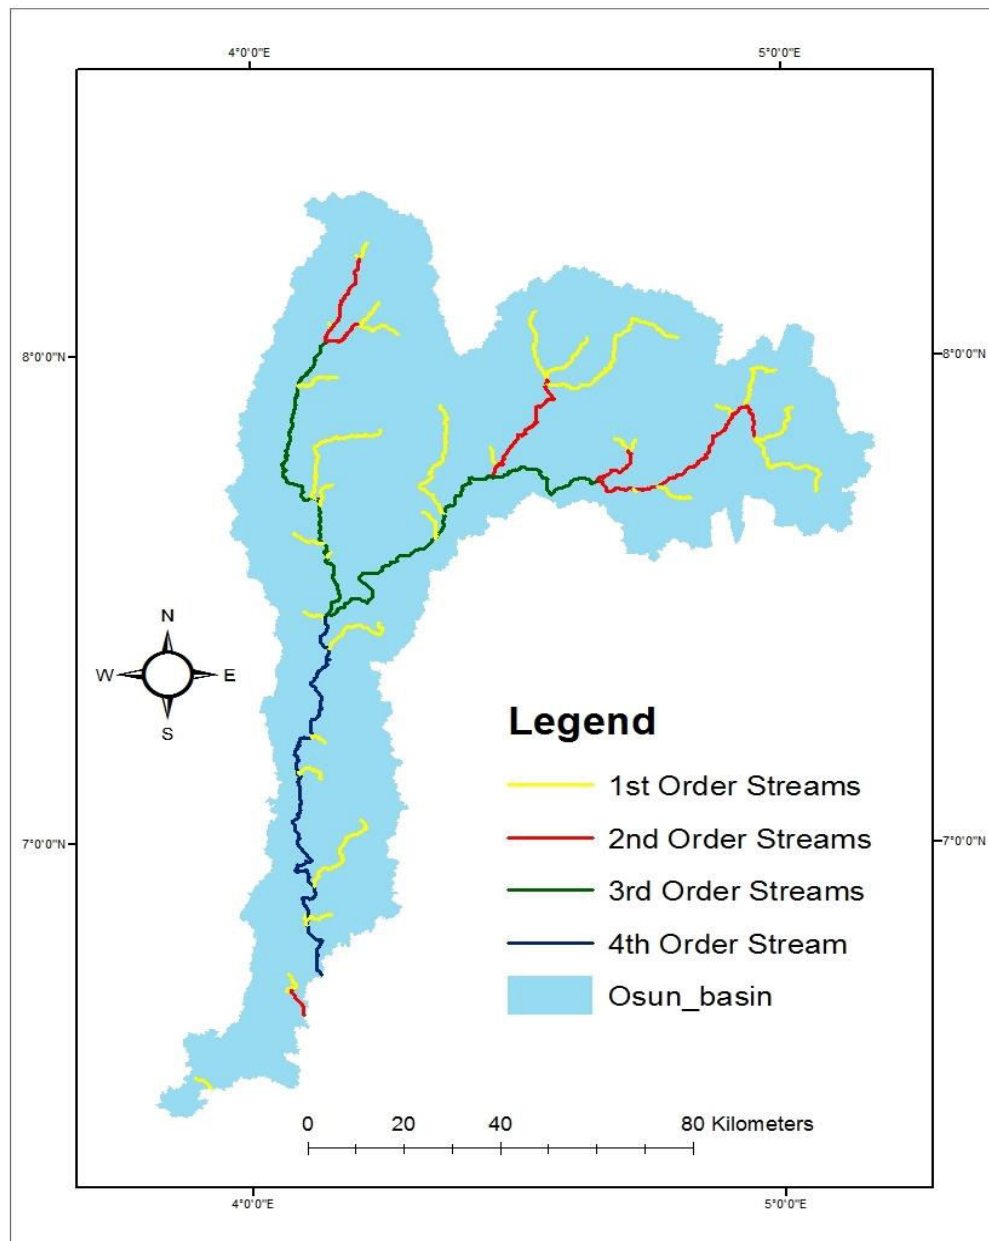 4°0'0"E 5°0'0"E
8°0'0"N 8°0'0"N
N
W E
S
Legend
1st Order Streams
7°0'0"N 2nd Order Streams 7°0'0"N
3rd Order Streams
4th Order Stream
Osun_basin
0 20 40 80 Kilometers
4°0'0"E 5°0'0"E